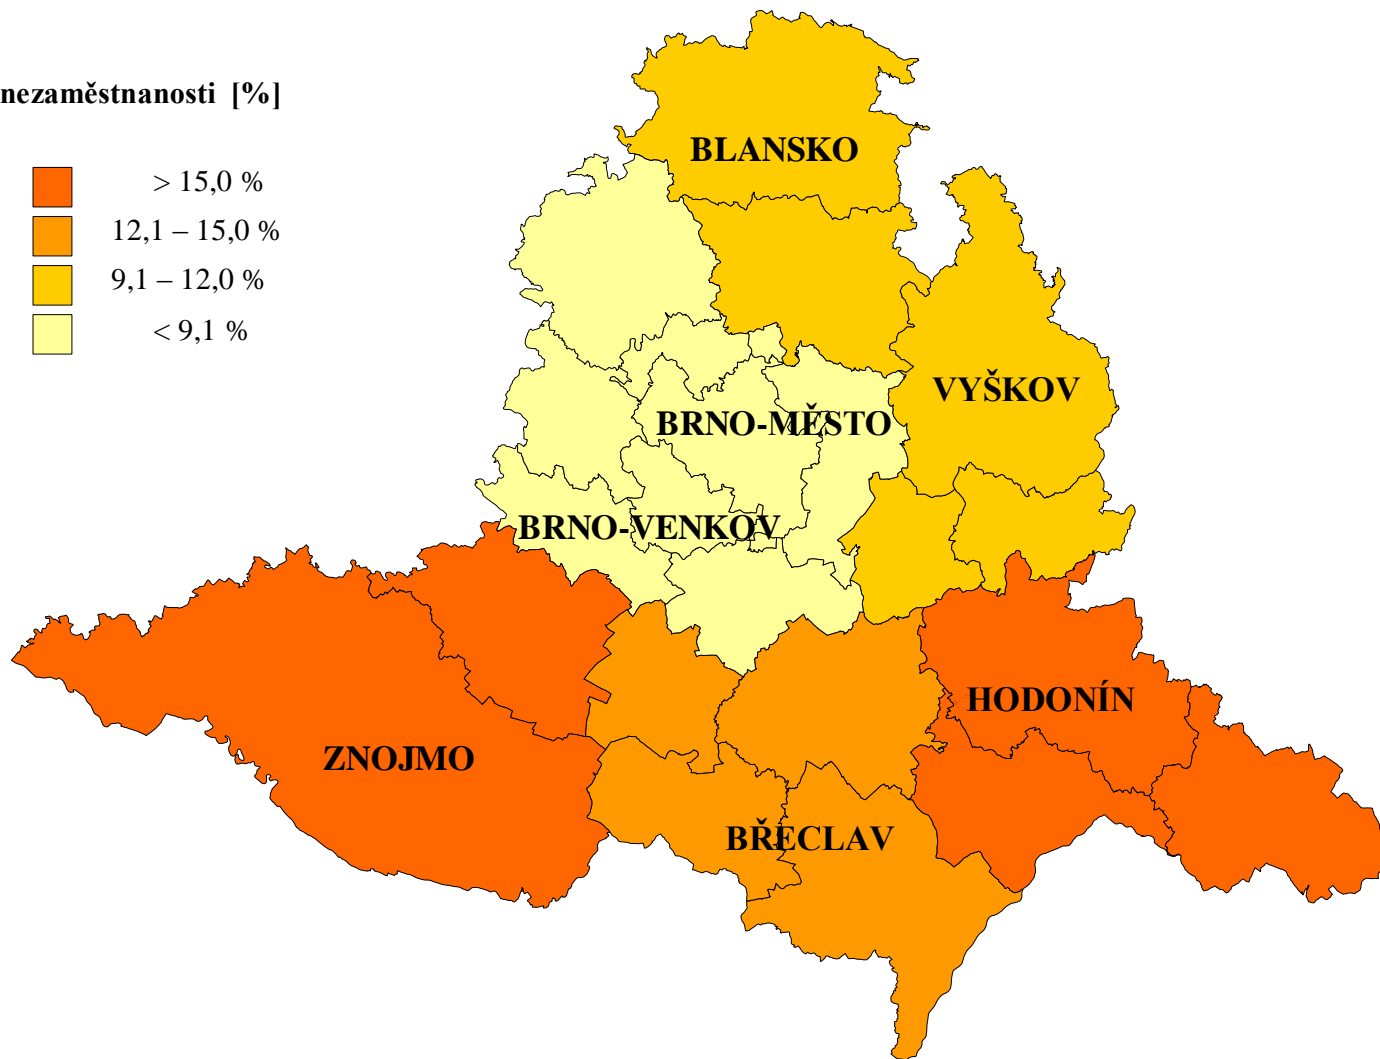 nezaměstnanosti [%]
> 15,0 %
12,1 – 15,0 %
9,1 – 12,0 %
< 9,1 %
BLANSKO
VYŠKOV
BRNO-MĚSTO
BRNO-VENKOV
HODONÍN
ZNOJMO
BŘECLAV